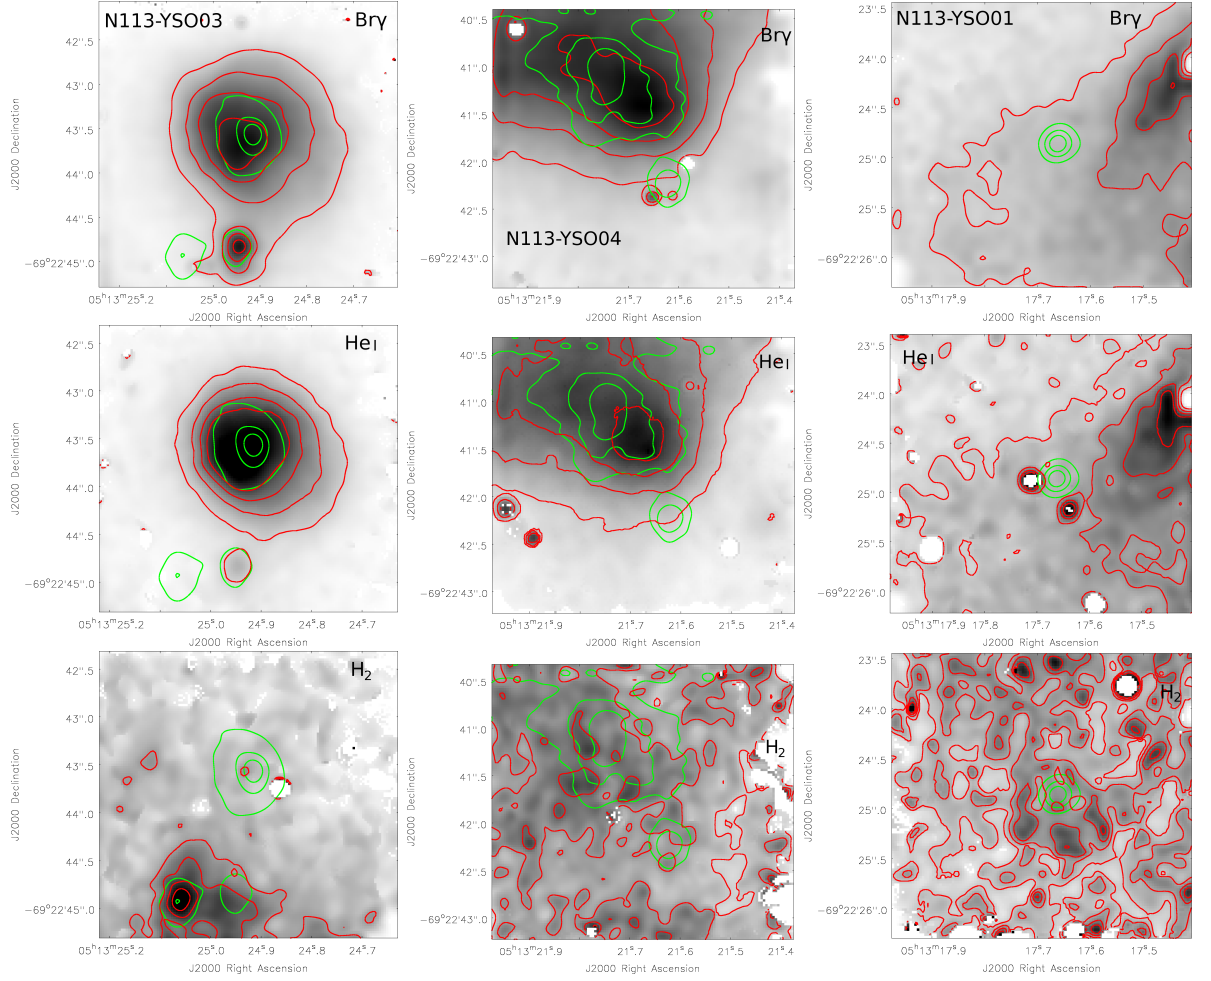 N113-YSO03
Brγ
42".5
43".0
43".5
44".0
44".5
−69°22'45".0
J2000 Declination
05ʰ13ᵐ25ˢ.2
25ˢ.0
24ˢ.9
24ˢ.8
24ˢ.7
J2000 Right Ascension
Brγ
N113-YSO04
40".5
41".0
41".5
42".0
42".5
−69°22'43".0
J2000 Declination
05ʰ13ᵐ21ˢ.9
21ˢ.7
21ˢ.6
21ˢ.5
21ˢ.4
J2000 Right Ascension
N113-YSO01
Brγ
23".5
24".0
24".5
25".0
25".5
−69°22'26".0
J2000 Declination
05ʰ13ᵐ17ˢ.9
17ˢ.7
17ˢ.6
17ˢ.5
J2000 Right Ascension
HeI
42".5
43".0
43".5
44".0
44".5
−69°22'45".0
J2000 Declination
05ʰ13ᵐ25ˢ.2
25ˢ.0
24ˢ.9
24ˢ.8
24ˢ.7
J2000 Right Ascension
HeI
40".5
41".0
41".5
42".0
42".5
−69°22'43".0
J2000 Declination
05ʰ13ᵐ21ˢ.9
21ˢ.7
21ˢ.6
21ˢ.5
21ˢ.4
J2000 Right Ascension
HeI
23".5
24".0
24".5
25".0
25".5
−69°22'26".0
J2000 Declination
05ʰ13ᵐ17ˢ.9
17ˢ.7
17ˢ.6
17ˢ.5
J2000 Right Ascension
H₂
42".5
43".0
43".5
44".0
44".5
−69°22'45".0
J2000 Declination
05ʰ13ᵐ25ˢ.2
25ˢ.0
24ˢ.9
24ˢ.8
24ˢ.7
J2000 Right Ascension
H₂
40".5
41".0
41".5
42".0
42".5
−69°22'43".0
J2000 Declination
05ʰ13ᵐ21ˢ.9
21ˢ.7
21ˢ.6
21ˢ.5
21ˢ.4
J2000 Right Ascension
H₂
23".5
24".0
24".5
25".0
25".5
−69°22'26".0
J2000 Declination
05ʰ13ᵐ17ˢ.9
17ˢ.7
17ˢ.6
17ˢ.5
J2000 Right Ascension